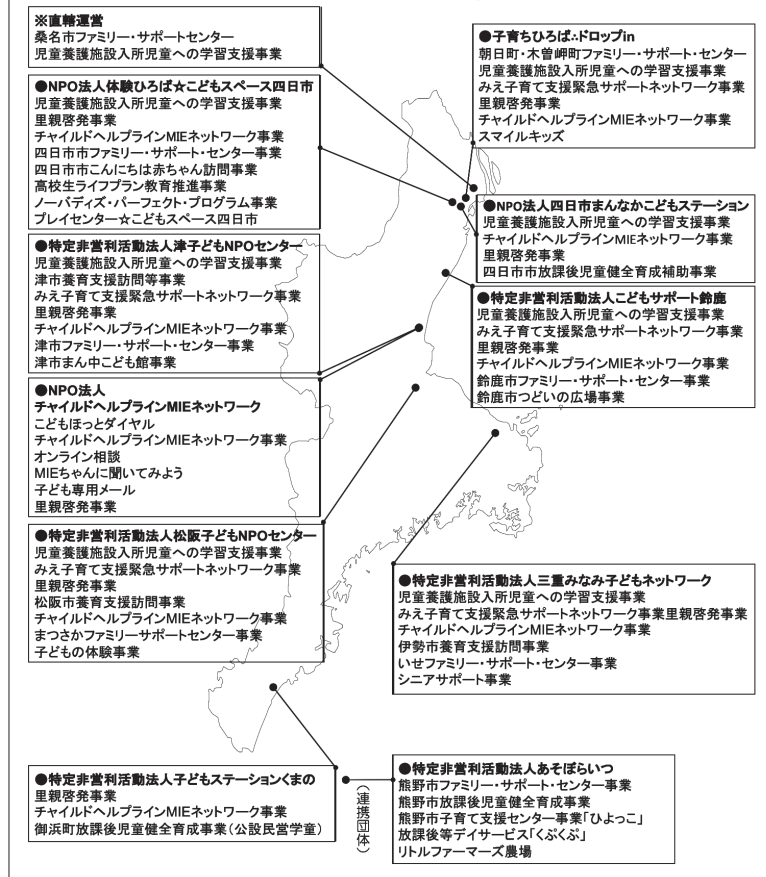 ※直轄運営
桑名市ファミリー・サポートセンター
児童養護施設入所児童への学習支援事業
●NPO法人体験ひろば☆こどもスペース四日市
児童養護施設入所児童への学習支援事業
里親啓発事業
チャイルドヘルプラインMIEネットワーク事業
四日市市ファミリー・サポート・センター事業
四日市市こんにちは赤ちゃん訪問事業
高校生ライフプラン教育推進事業
ノーバディズ・パーフェクト・プログラム事業
プレイセンター☆こどもスペース四日市
●特定非営利活動法人津子どもNPOセンター
児童養護施設入所児童への学習支援事業
津市養育支援訪問等事業
みえ子育て支援緊急サポートネットワーク事業
里親啓発事業
チャイルドヘルプラインMIEネットワーク事業
津市ファミリー・サポート・センター事業
津市まん中こども館事業
●NPO法人
チャイルドヘルプラインMIEネットワーク
こどもほっとダイヤル
チャイルドヘルプラインMIEネットワーク事業
オンライン相談
MIEちゃんに聞いてみよう
子ども専用メール
里親啓発事業
●特定非営利活動法人松阪子どもNPOセンター
児童養護施設入所児童への学習支援事業
みえ子育て支援緊急サポートネットワーク事業
里親啓発事業
松阪市養育支援訪問事業
チャイルドヘルプラインMIEネットワーク事業
まつさかファミリーサポートセンター事業
子どもの体験事業
●特定非営利活動法人子どもステーションくまの
里親啓発事業
チャイルドヘルプラインMIEネットワーク事業
御浜町放課後児童健全育成事業(公設民営学童)
●子育ちひろば∴ドロップin
朝日町・木曽岬町ファミリー・サポート・センター
児童養護施設入所児童への学習支援事業
みえ子育て支援緊急サポートネットワーク事業
里親啓発事業
チャイルドヘルプラインMIEネットワーク事業
スマイルキッズ
●NPO法人四日市まんなかこどもステーション
児童養護施設入所児童への学習支援事業
チャイルドヘルプラインMIEネットワーク事業
里親啓発事業
四日市市放課後児童健全育成補助事業
●特定非営利活動法人こどもサポート鈴鹿
児童養護施設入所児童への学習支援事業
みえ子育て支援緊急サポートネットワーク事業
里親啓発事業
チャイルドヘルプラインMIEネットワーク事業
鈴鹿市ファミリー・サポート・センター事業
鈴鹿市つどいの広場事業
●特定非営利活動法人三重みなみ子どもネットワーク
児童養護施設入所児童への学習支援事業
みえ子育て支援緊急サポートネットワーク事業里親啓発事業
チャイルドヘルプラインMIEネットワーク事業
伊勢市養育支援訪問事業
いせファミリー・サポート・センター事業
シニアサポート事業
(連携団体)
●特定非営利活動法人あそぼらいつ
熊野市ファミリー・サポート・センター事業
熊野市放課後児童健全育成事業
熊野市子育て支援センター事業「ひよっこ」
放課後等デイサービス「くぷくぷ」
リトルファーマーズ農場